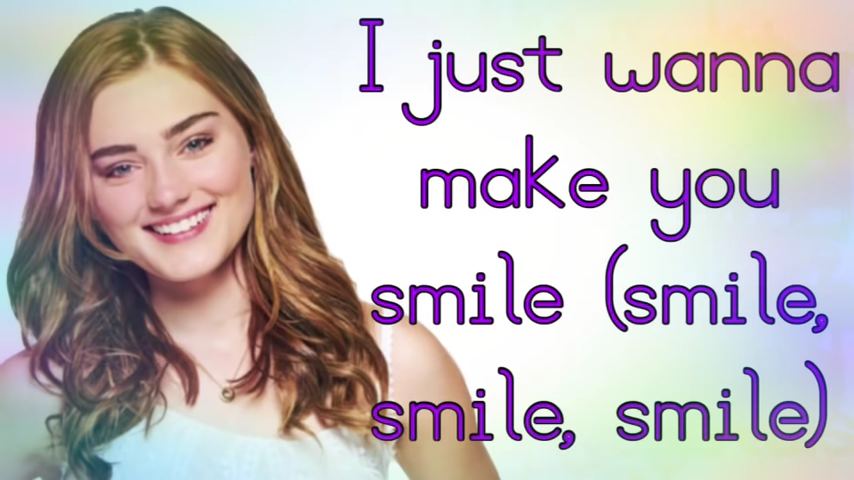 I just wanna
make you
smile (smile,
smile, smile)